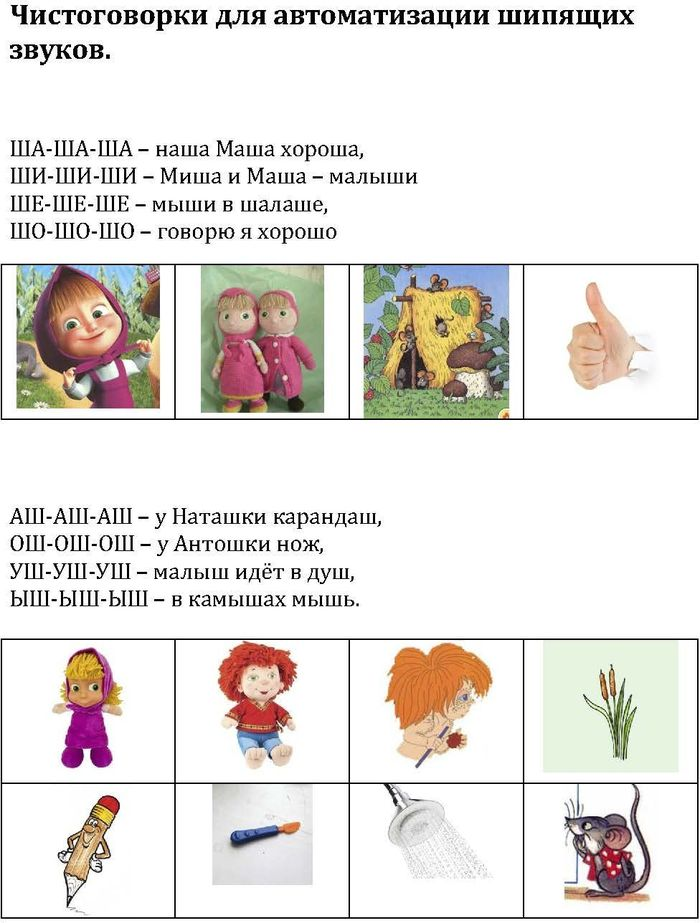 Чистоговорки для автоматизации шипящих
звуков.
ША-ША-ША – наша Маша хороша,
ШИ-ШИ-ШИ – Миша и Маша – малыши
ШЕ-ШЕ-ШЕ – мыши в шалаше,
ШО-ШО-ШО – говорю я хорошо
АШ-АШ-АШ – у Наташки карандаш,
ОШ-ОШ-ОШ – у Антошки нож,
УШ-УШ-УШ – малыш идёт в душ,
ЫШ-ЫШ-ЫШ – в камышах мышь.